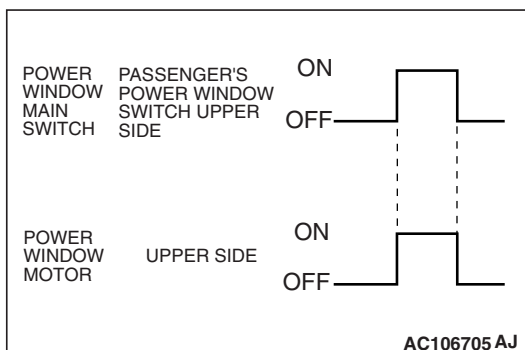 POWER WINDOW MAIN SWITCH
PASSENGER'S POWER WINDOW SWITCH UPPER SIDE
ON
OFF
POWER WINDOW MOTOR
UPPER SIDE
ON
OFF
AC106705 AJ